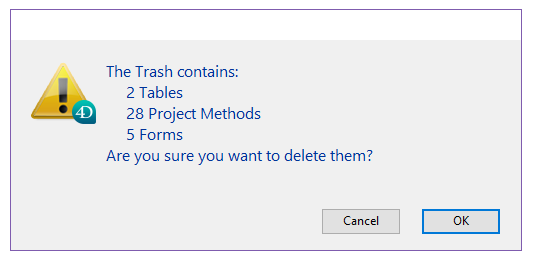 The Trash contains:
2 Tables
28 Project Methods
5 Forms
Are you sure you want to delete them?
4D
Cancel
OK